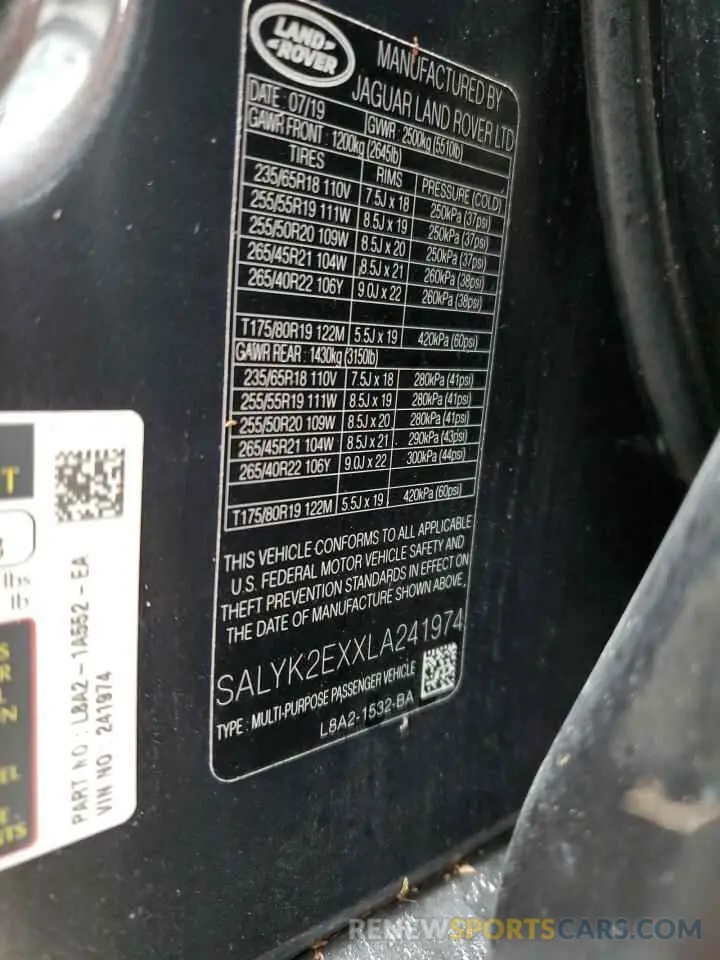 LAND
ROVER
MANUFACTURED BY
JAGUAR LAND ROVER LTD
DATE : 07/19 GVWR : 2500kg (5510lb)
GAWR FRONT : 1200kg (2645lb)
TIRES RIMS PRESSURE (COLD)
235/65R18 110V 7.5J x 18 250kPa (37psi)
255/55R19 111W 8.5J x 19 250kPa (37psi)
255/50R20 109W 8.5J x 20 250kPa (37psi)
265/45R21 104W 8.5J x 21 260kPa (38psi)
265/40R22 106Y 9.0J x 22 260kPa (38psi)
T175/80R19 122M 5.5J x 19 420kPa (60psi)
GAWR REAR : 1430kg (3150lb)
235/65R18 110V 7.5J x 18 280kPa (41psi)
255/55R19 111W 8.5J x 19 280kPa (41psi)
255/50R20 109W 8.5J x 20 280kPa (41psi)
265/45R21 104W 8.5J x 21 290kPa (43psi)
265/40R22 106Y 9.0J x 22 300kPa (44psi)
T175/80R19 122M 5.5J x 19 420kPa (60psi)
THIS VEHICLE CONFORMS TO ALL APPLICABLE
U.S. FEDERAL MOTOR VEHICLE SAFETY AND
THEFT PREVENTION STANDARDS IN EFFECT ON
THE DATE OF MANUFACTURE SHOWN ABOVE.
SALYK2EXXLA241974
TYPE : MULTI-PURPOSE PASSENGER VEHICLE
L8A2-1532-BA
lbs
lb
PART NO : L8A2-1A552-EA
VIN NO : 241974
RENEWSPORTSCARS.COM